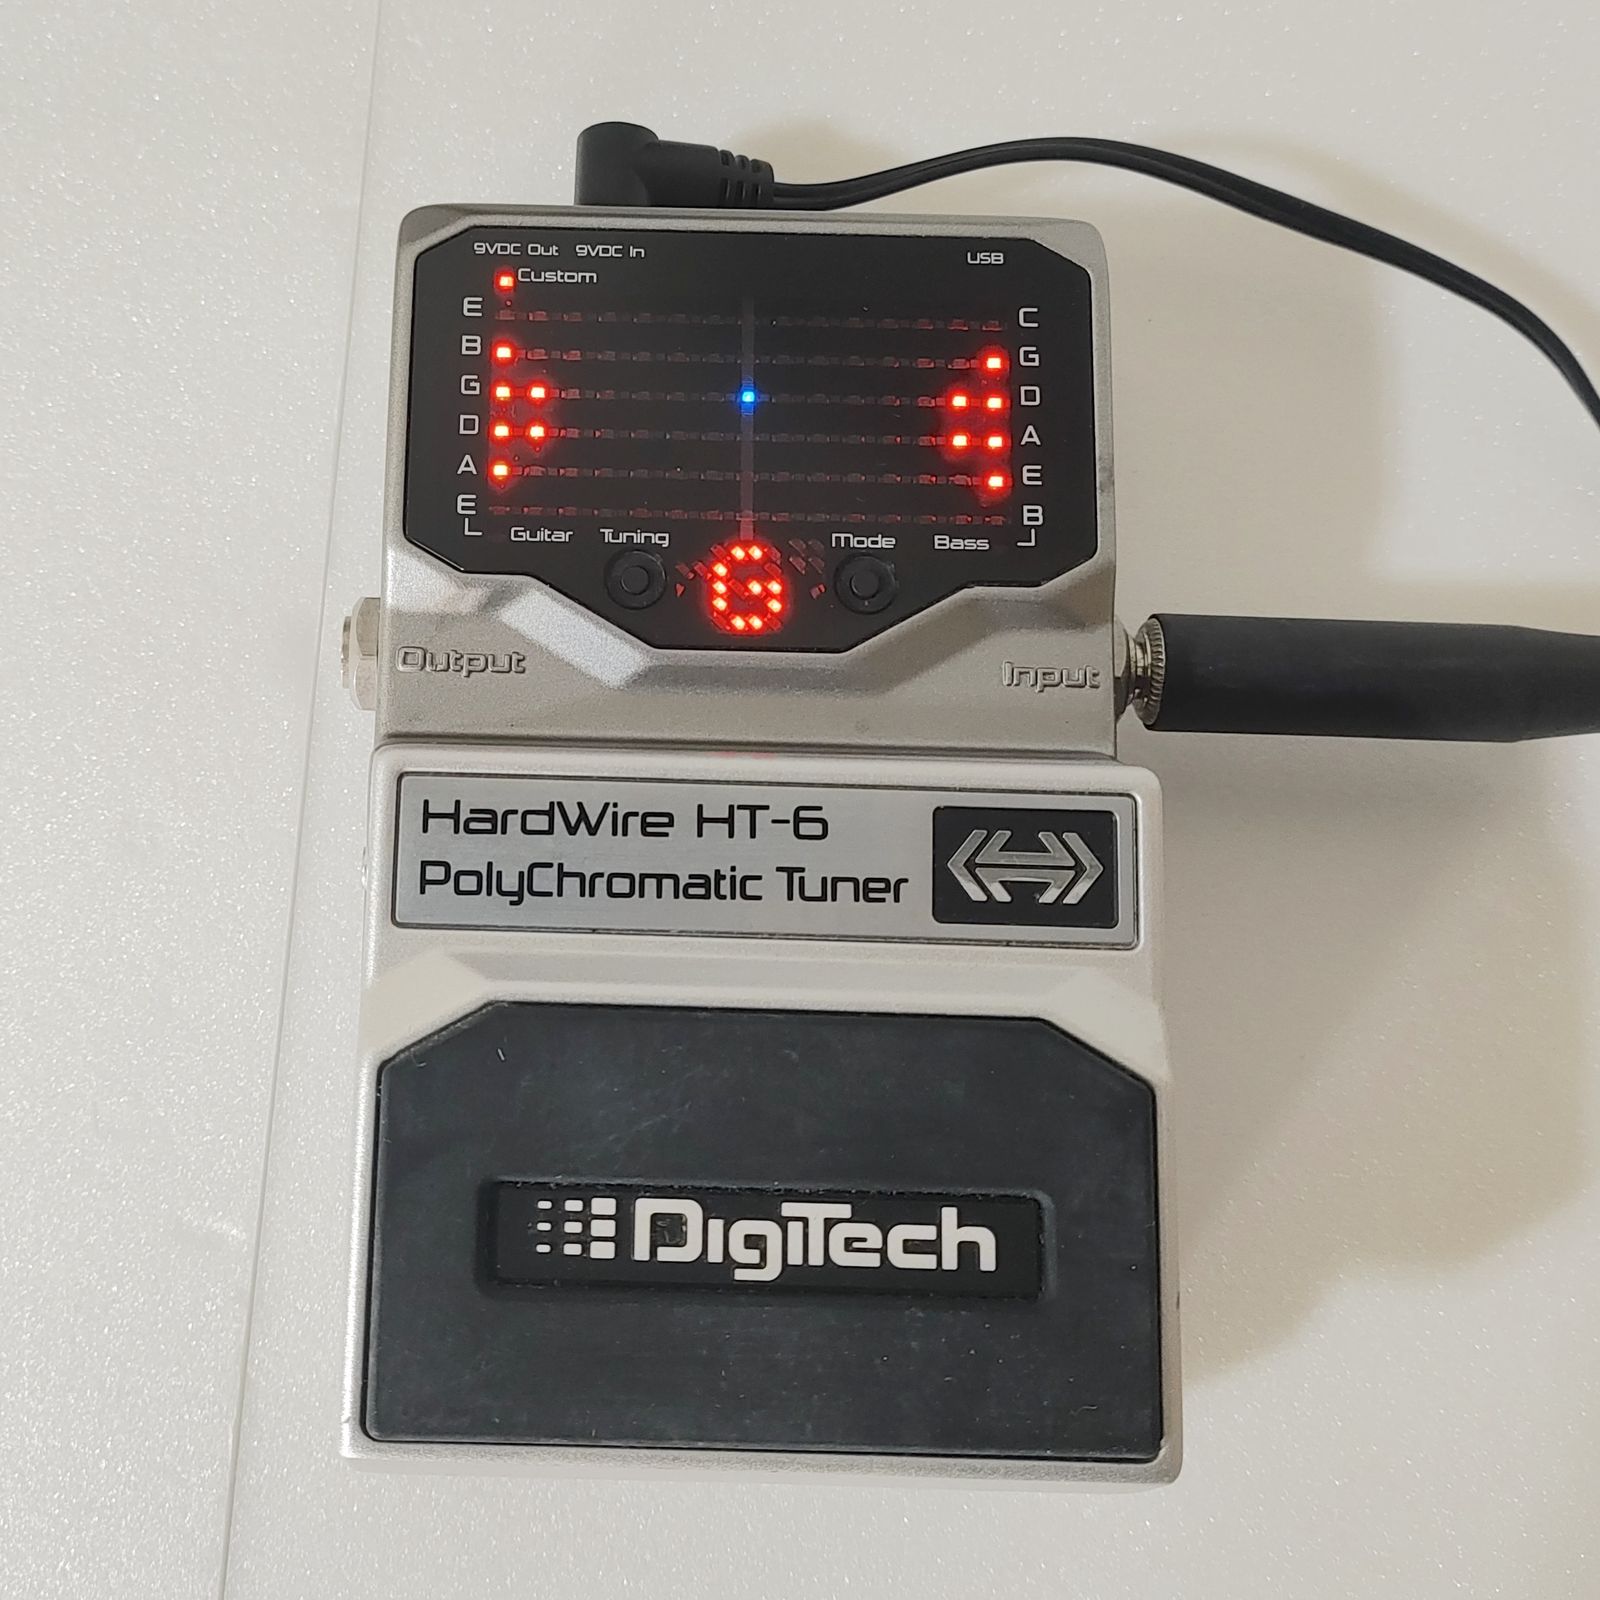 9VDC Out 9VDC In USB
Custom
E C
B G
G D
D A
A E
E B
Guitar Tuning Mode Bass
G
Output Input
HardWire HT-6
PolyChromatic Tuner
DigiTech